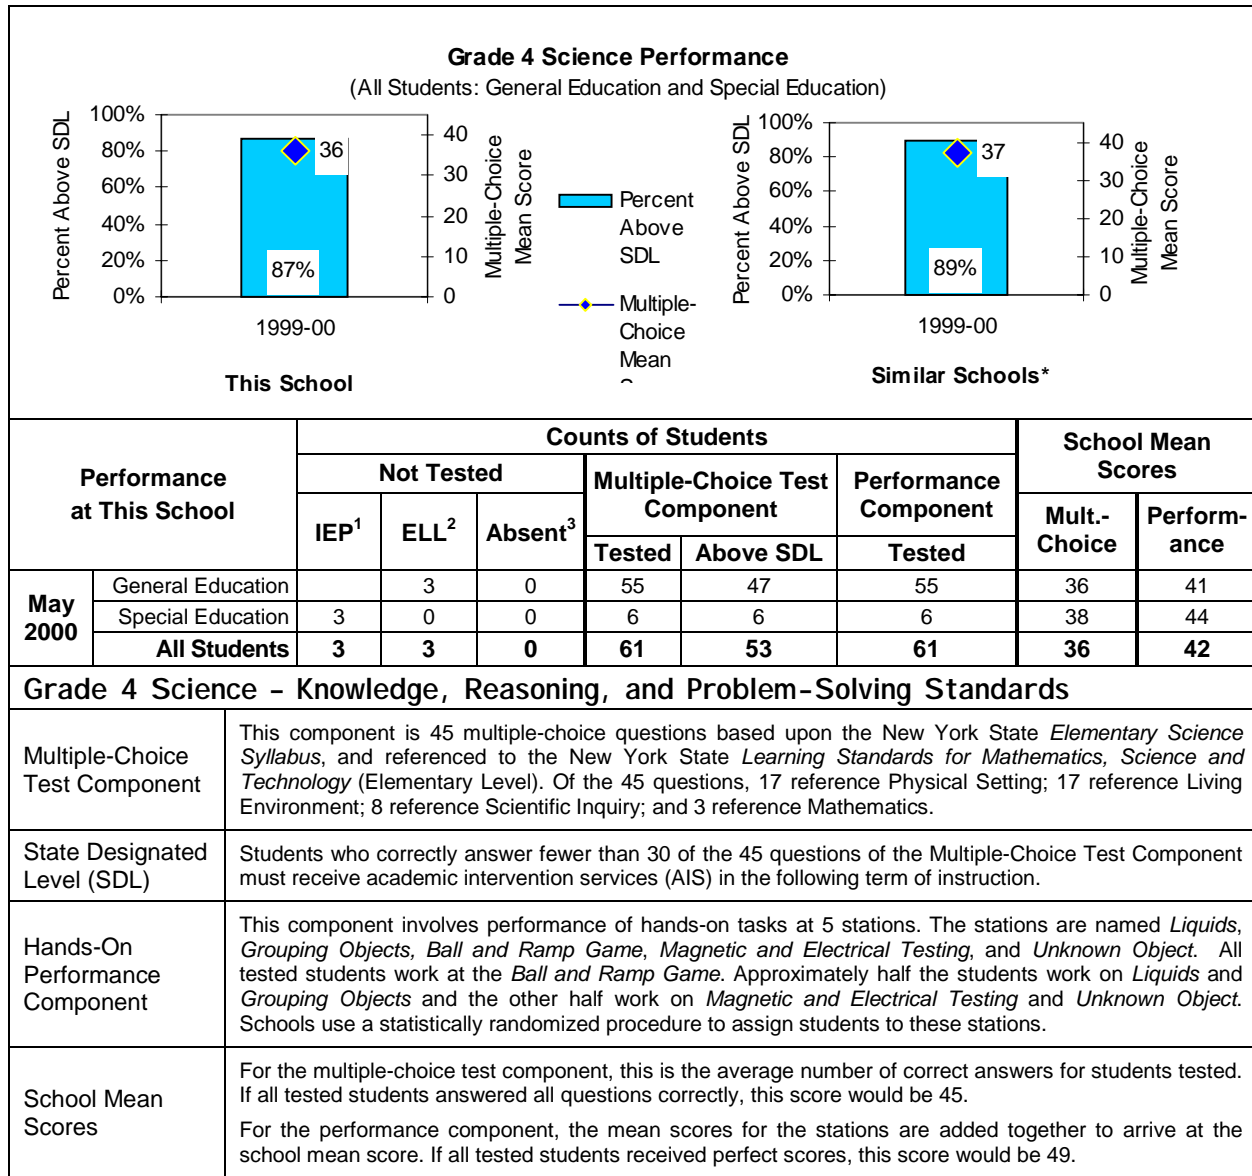 Grade 4 Science Performance
(All Students: General Education and Special Education)
Percent Above SDL
100%
80%
60%
40%
20%
0%
36
87%
40
30
20
10
0
Multiple-Choice
Mean Score
1999-00
This School
Percent
Above
SDL
Multiple-
Choice
Mean
Percent Above SDL
100%
80%
60%
40%
20%
0%
37
89%
40
30
20
10
0
Multiple-Choice
Mean Score
1999-00
Similar Schools*
Performance
at This School
Counts of Students
School Mean
Scores
Not Tested
Multiple-Choice Test
Component
Performance
Component
IEP1 ELL2 Absent3
Tested Above SDL Tested
Mult.-
Choice
Perform-
ance
May
2000
General Education 3 0 55 47 55 36 41
Special Education 3 0 0 6 6 6 38 44
All Students 3 3 0 61 53 61 36 42
Grade 4 Science – Knowledge, Reasoning, and Problem-Solving Standards
Multiple-Choice
Test Component
This component is 45 multiple-choice questions based upon the New York State Elementary Science
Syllabus, and referenced to the New York State Learning Standards for Mathematics, Science and
Technology (Elementary Level). Of the 45 questions, 17 reference Physical Setting; 17 reference Living
Environment; 8 reference Scientific Inquiry; and 3 reference Mathematics.
State Designated
Level (SDL)
Students who correctly answer fewer than 30 of the 45 questions of the Multiple-Choice Test Component
must receive academic intervention services (AIS) in the following term of instruction.
Hands-On
Performance
Component
This component involves performance of hands-on tasks at 5 stations. The stations are named Liquids,
Grouping Objects, Ball and Ramp Game, Magnetic and Electrical Testing, and Unknown Object. All
tested students work at the Ball and Ramp Game. Approximately half the students work on Liquids and
Grouping Objects and the other half work on Magnetic and Electrical Testing and Unknown Object.
Schools use a statistically randomized procedure to assign students to these stations.
School Mean
Scores
For the multiple-choice test component, this is the average number of correct answers for students tested.
If all tested students answered all questions correctly, this score would be 45.
For the performance component, the mean scores for the stations are added together to arrive at the
school mean score. If all tested students received perfect scores, this score would be 49.